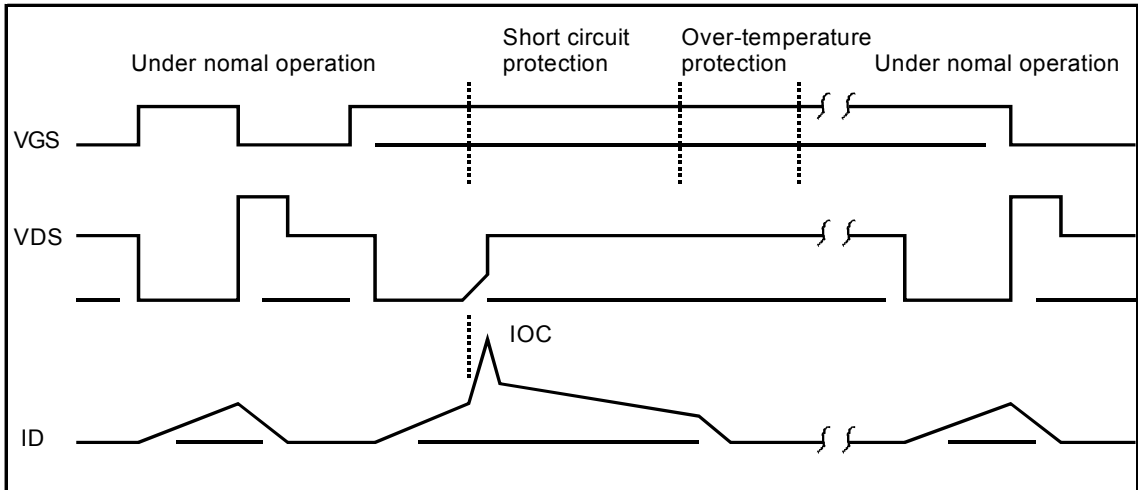 Under nomal operation
Short circuit
protection
Over-temperature
protection
Under nomal operation
VGS
VDS
IOC
ID